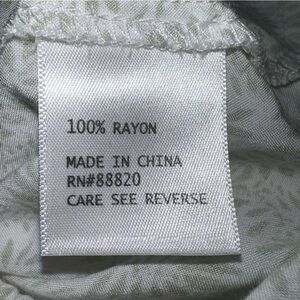 100% RAYON
MADE IN CHINA
RN#88820
CARE SEE REVERSE